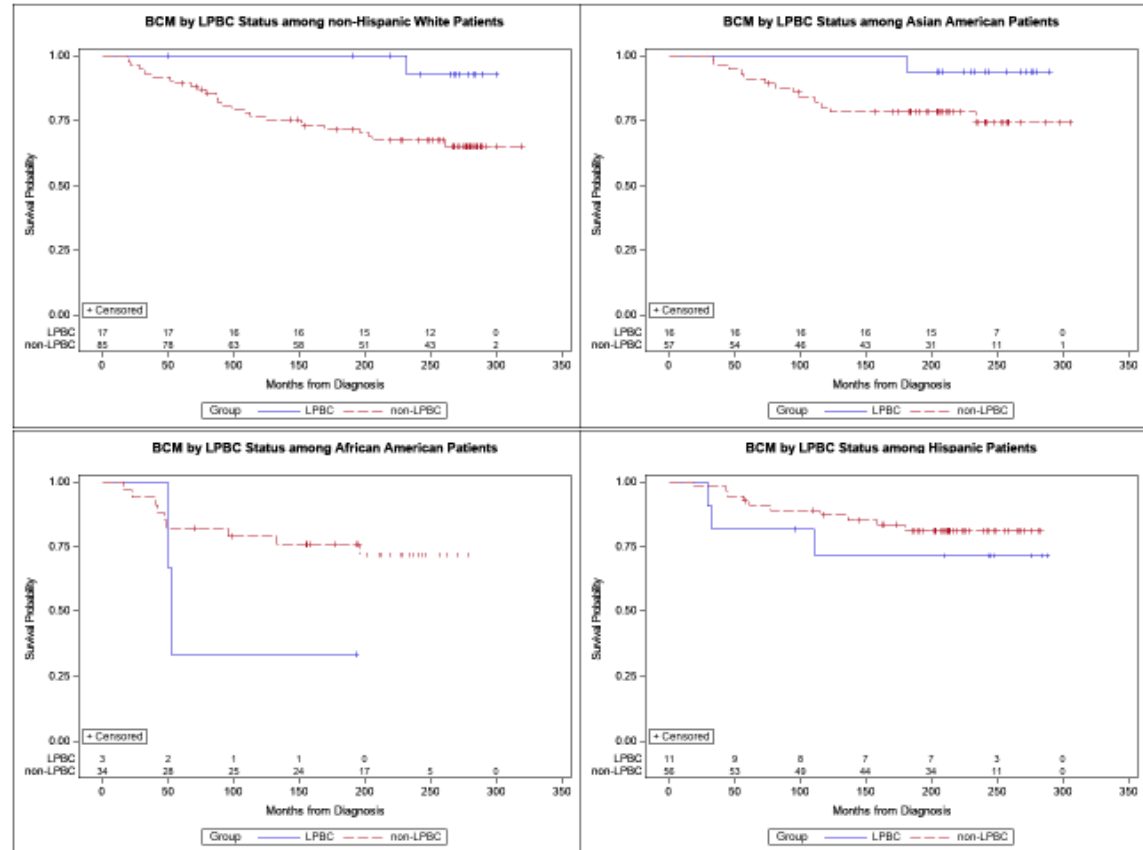 BCM by LPBC Status among non-Hispanic White Patients
1.00
0.75
0.50
0.25
0.00
Survival Probability
+ Censored
LPBC 17 17 16 16 15 12 0
non-LPBC 85 78 63 58 51 43 2
0 50 100 150 200 250 300 350
Months from Diagnosis
Group LPBC non-LPBC
BCM by LPBC Status among Asian American Patients
1.00
0.75
0.50
0.25
0.00
Survival Probability
+ Censored
LPBC 16 16 16 16 15 7 0
non-LPBC 57 54 46 43 31 11 1
0 50 100 150 200 250 300 350
Months from Diagnosis
Group LPBC non-LPBC
BCM by LPBC Status among African American Patients
1.00
0.75
0.50
0.25
0.00
Survival Probability
+ Censored
LPBC 3 2 1 1 0
non-LPBC 34 28 25 24 17 5 0
0 50 100 150 200 250 300 350
Months from Diagnosis
Group LPBC non-LPBC
BCM by LPBC Status among Hispanic Patients
1.00
0.75
0.50
0.25
0.00
Survival Probability
+ Censored
LPBC 11 9 8 7 7 3 0
non-LPBC 56 53 49 44 34 11 0
0 50 100 150 200 250 300 350
Months from Diagnosis
Group LPBC non-LPBC